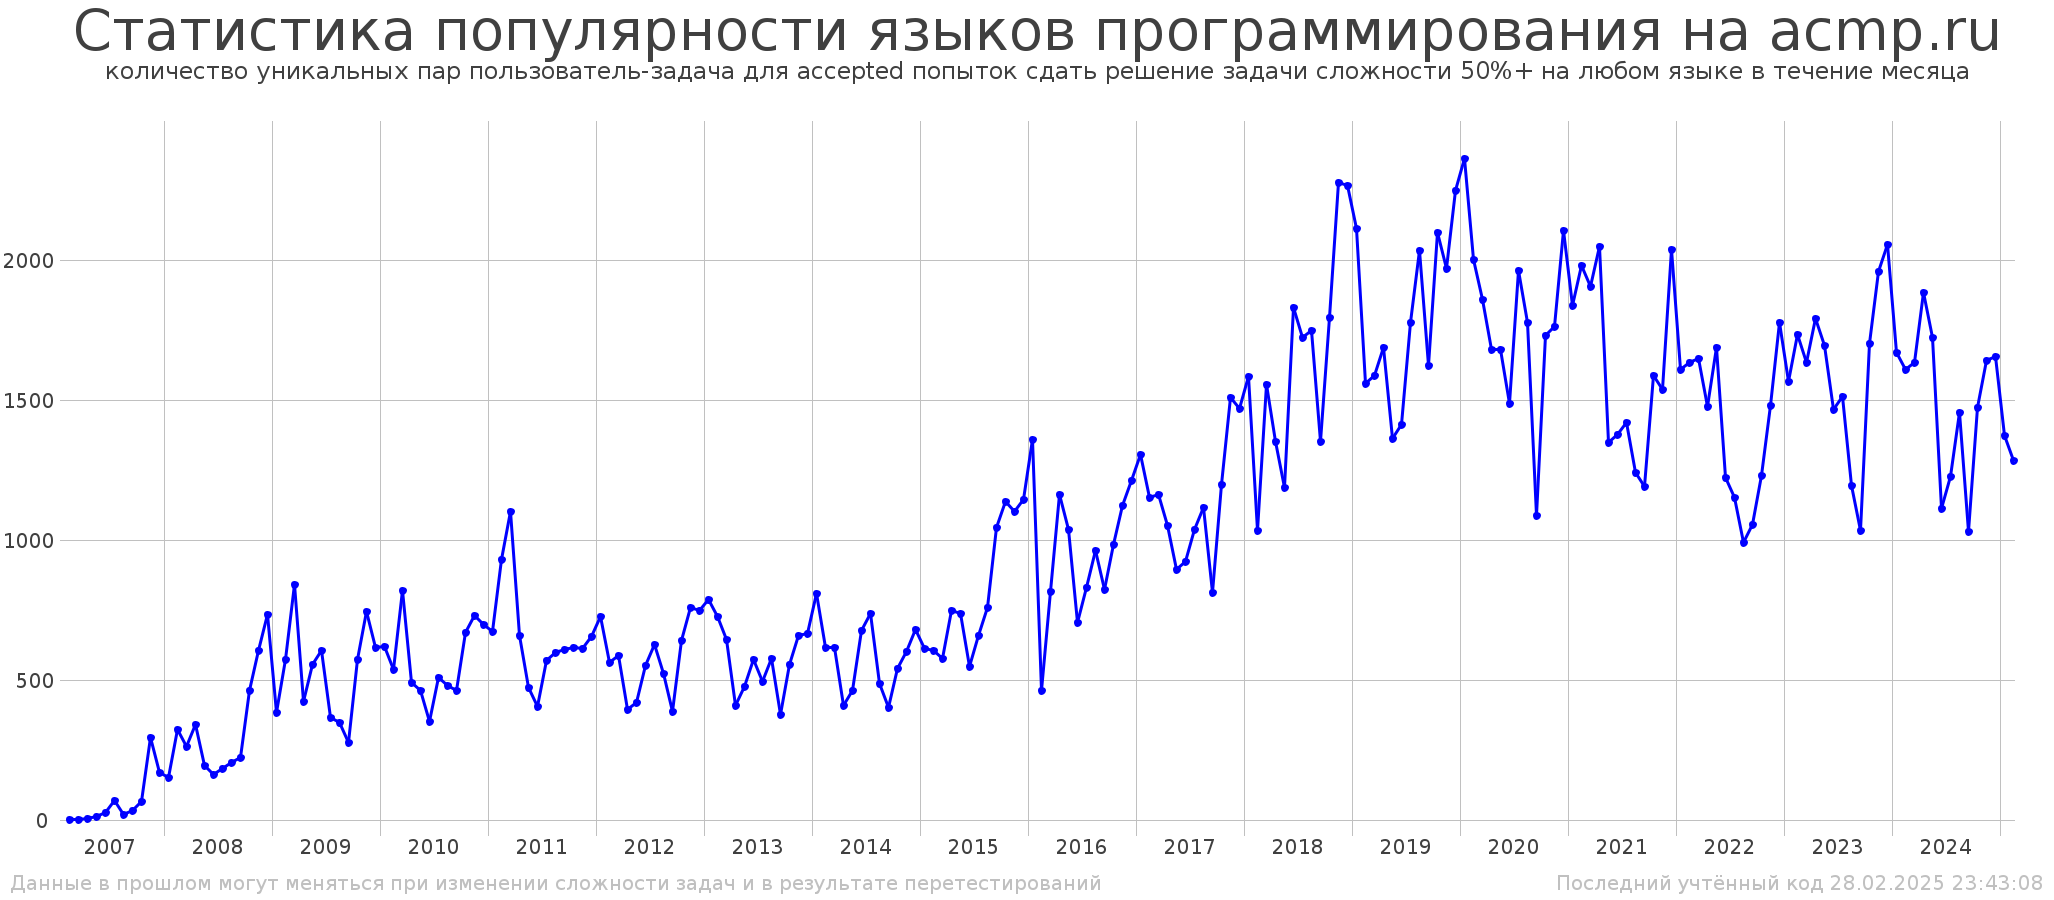 Статистика популярности языков программирования на acmp.ru
количество уникальных пар пользователь-задача для accepted попыток сдать решение задачи сложности 50%+ на любом языке в течение месяца
2000
1500
1000
500
0
2007 2008 2009 2010 2011 2012 2013 2014 2015 2016 2017 2018 2019 2020 2021 2022 2023 2024
Данные в прошлом могут меняться при изменении сложности задач и в результате перетестирований
Последний учтённый код 28.02.2025 23:43:08